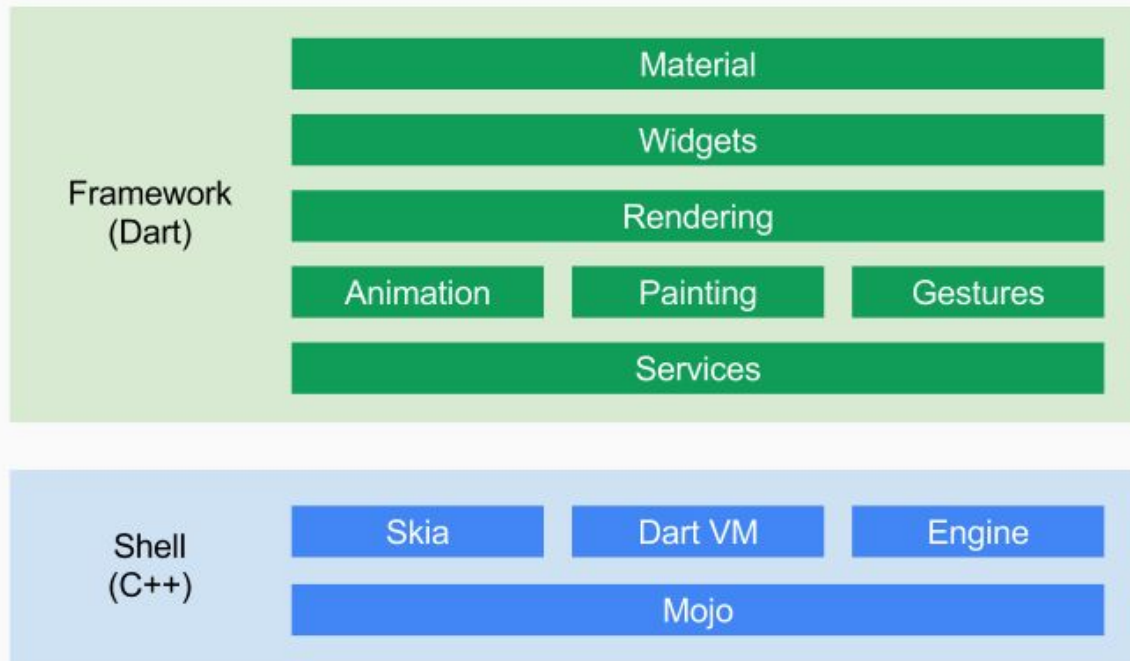 Material
Widgets
Framework
(Dart)
Rendering
Animation
Painting
Gestures
Services
Shell
(C++)
Skia
Dart VM
Engine
Mojo